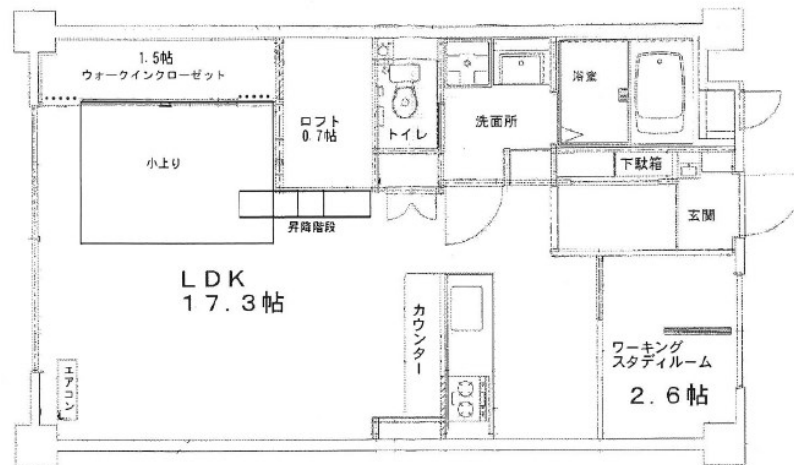 1.5帖
ウォークインクローゼット
ロフト
0.7帖
トイレ
洗面所
浴室
下駄箱
玄関
小上り
昇降階段
LDK
17.3帖
カウンター
ワーキング
スタディルーム
2.6帖
エアコン